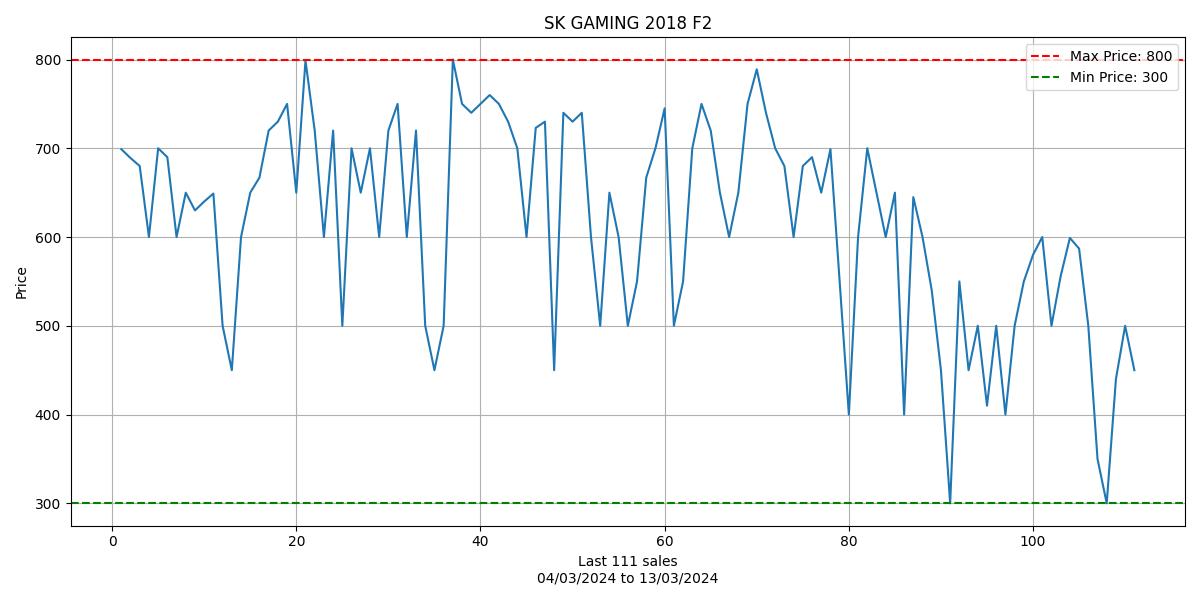 SK GAMING 2018 F2
Max Price: 800
Min Price: 300
Price
800
700
600
500
400
300
0 20 40 60 80 100
Last 111 sales
04/03/2024 to 13/03/2024